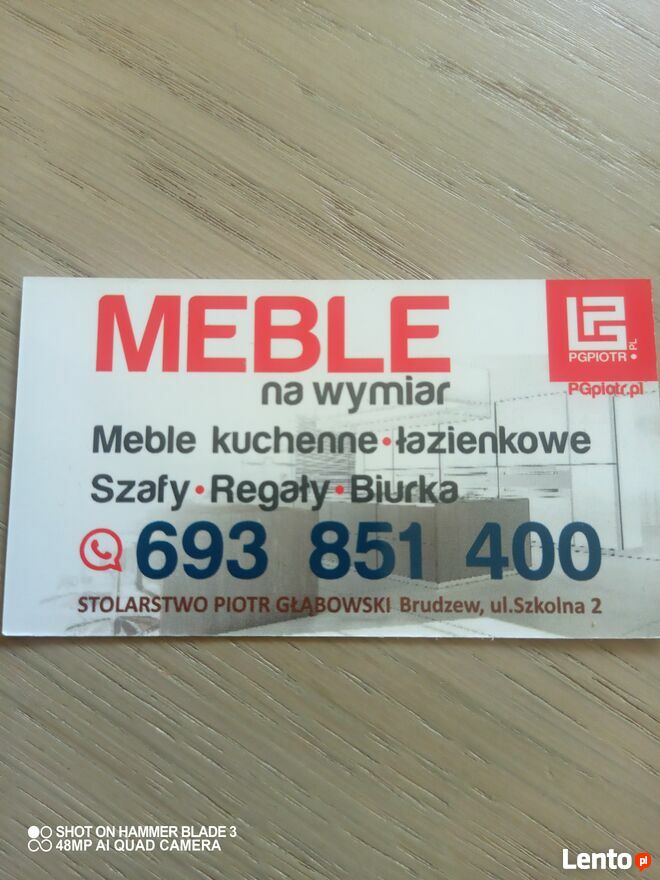 MEBLE
na wymiar
PGPIOTR.PL
PGpiotr.pl
Meble kuchenne•łazienkowe
Szafy•Regały•Biurka
693 851 400
STOLARSTWO PIOTR GŁĄBOWSKI Brudzew, ul.Szkolna 2
SHOT ON HAMMER BLADE 3
48MP AI QUAD CAMERA
Lento pl